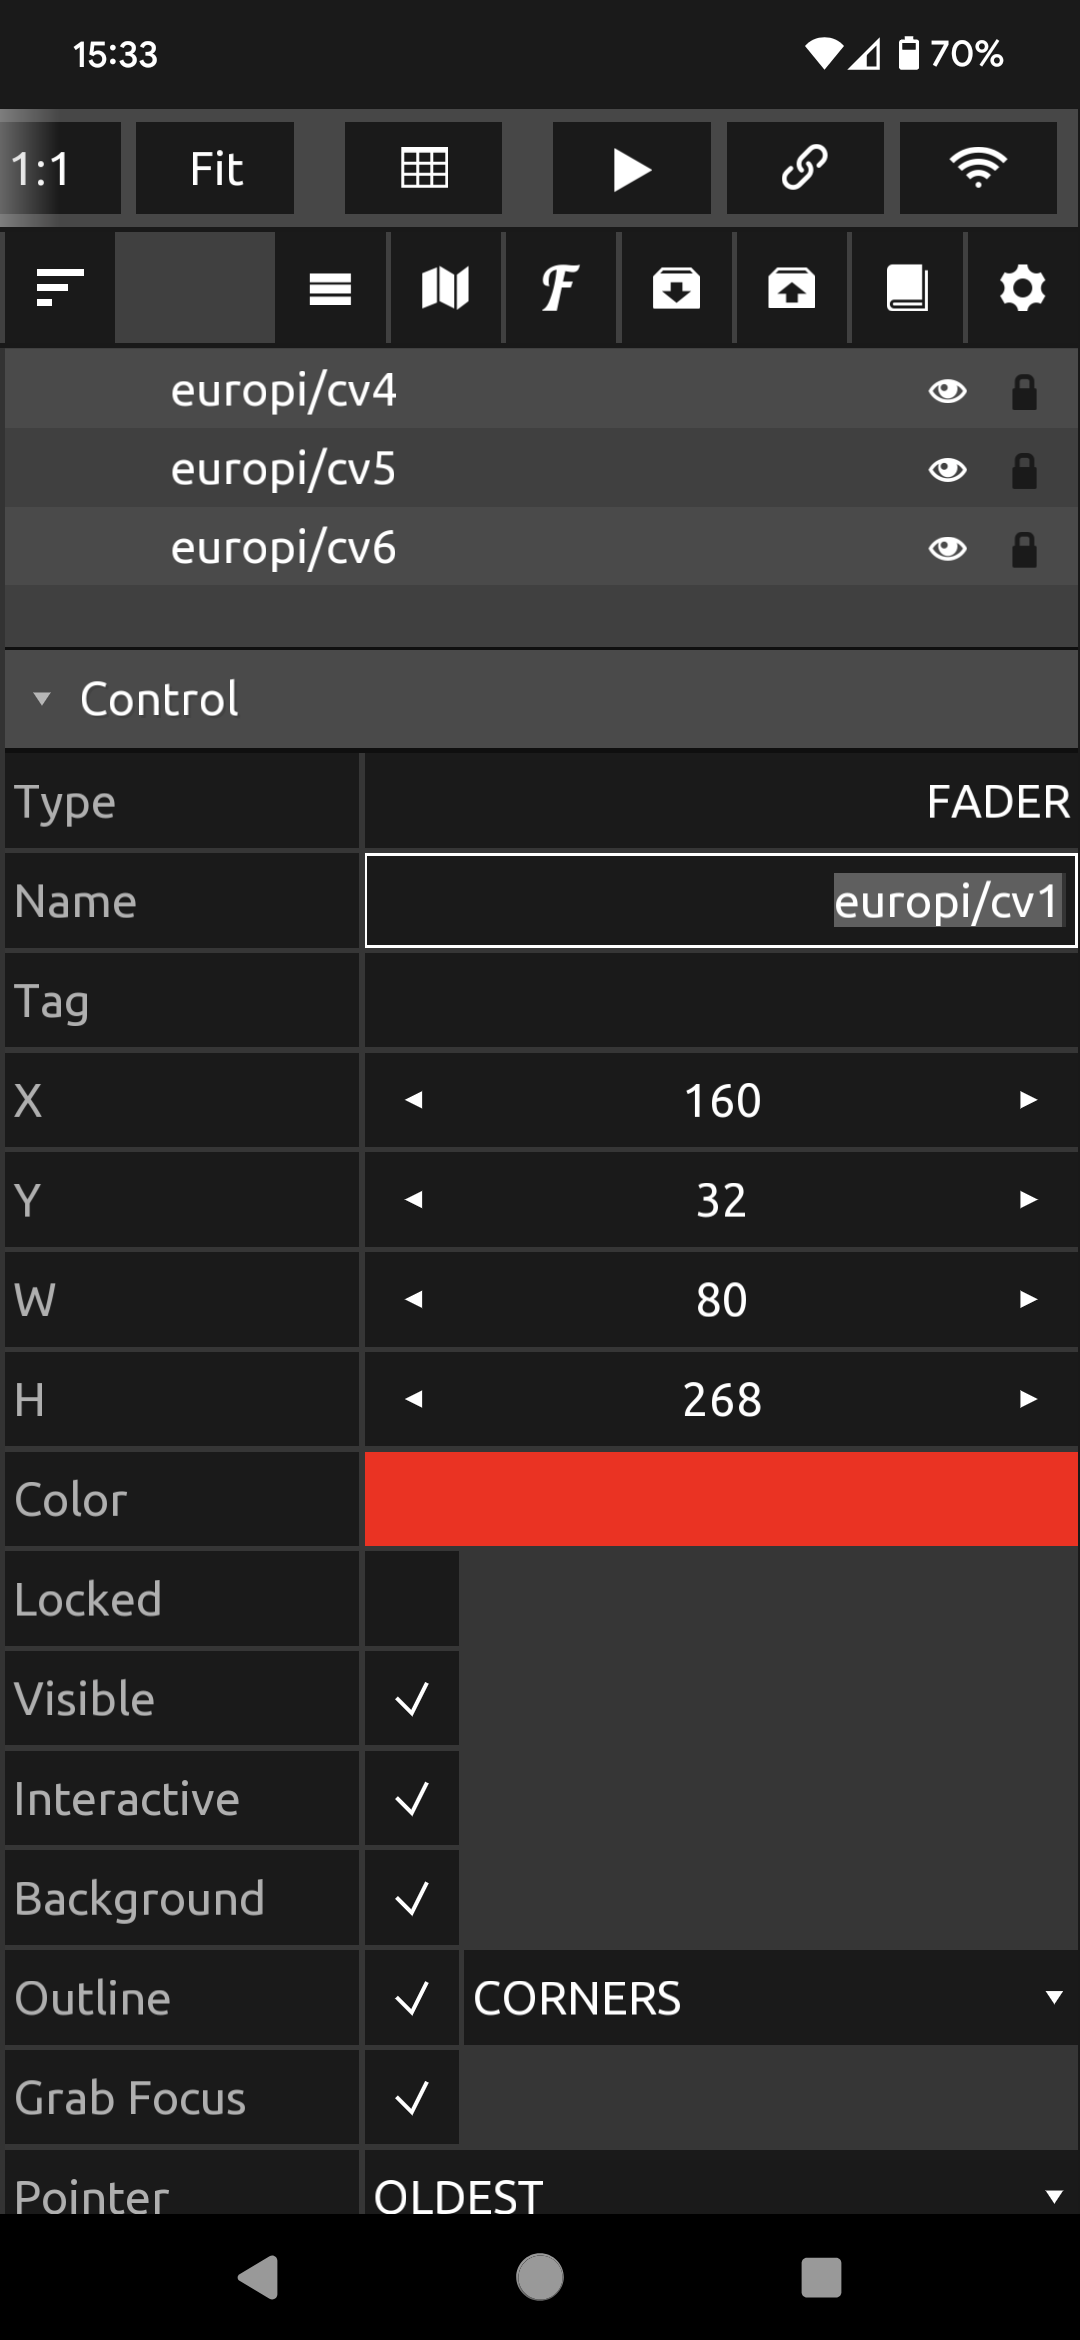 15:33 70%
1:1 Fit
F
europi/cv4
europi/cv5
europi/cv6
Control
Type FADER
Name europi/cv1
Tag
X 160
Y 32
W 80
H 268
Color
Locked
Visible
Interactive
Background
Outline CORNERS
Grab Focus
Pointer OLDEST